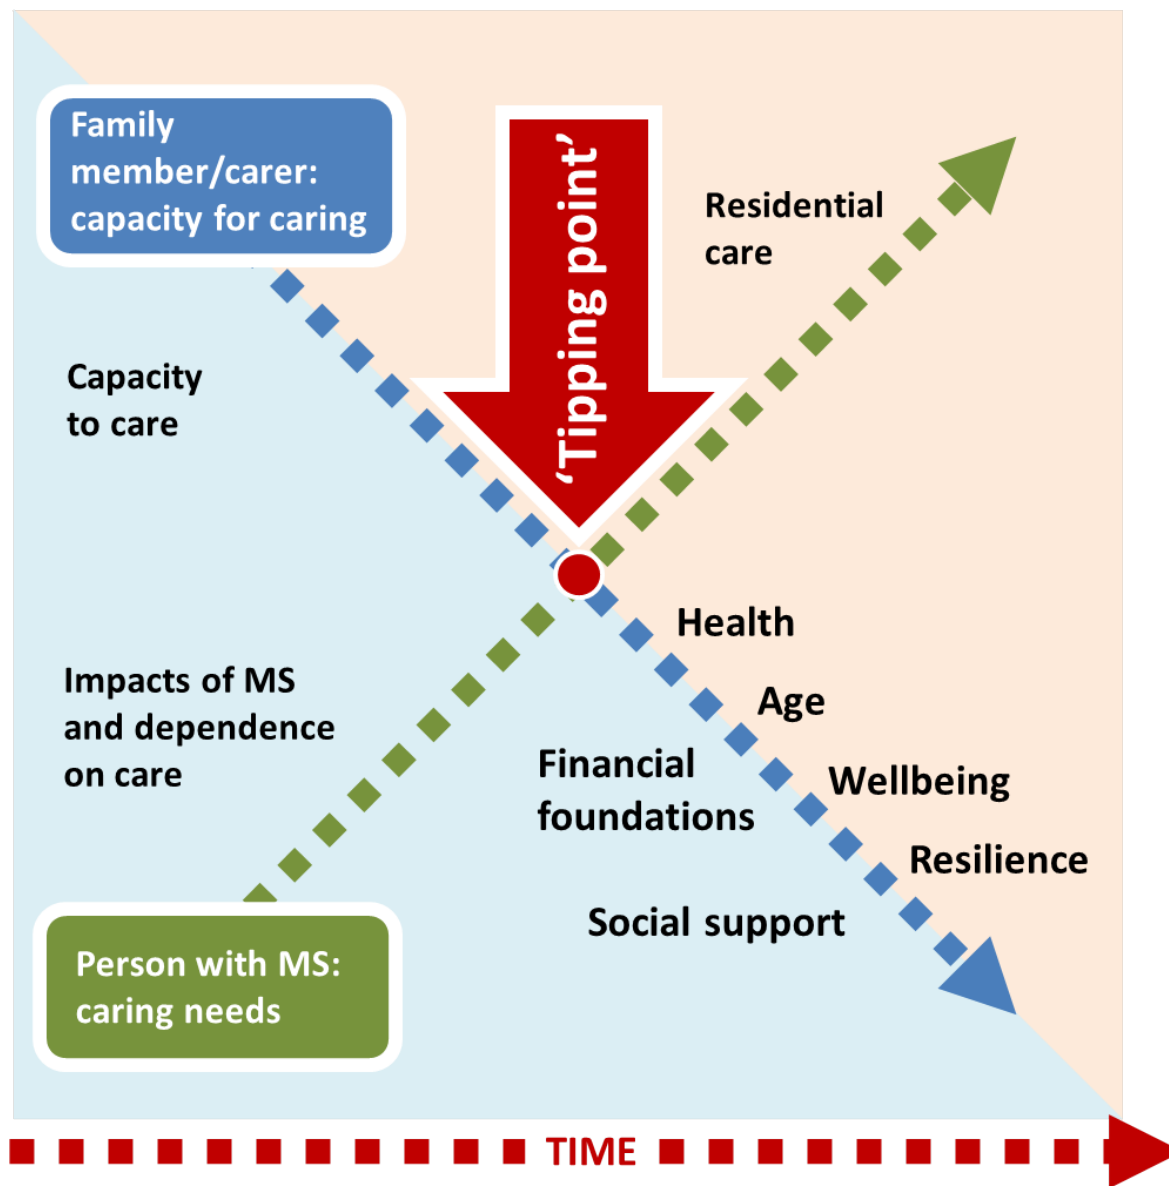 Family
member/carer:
capacity for caring
‘Tipping point’
Residential
care
Capacity
to care
Impacts of MS
and dependence
on care
Health
Age
Financial
foundations
Wellbeing
Resilience
Social support
Person with MS:
caring needs
TIME